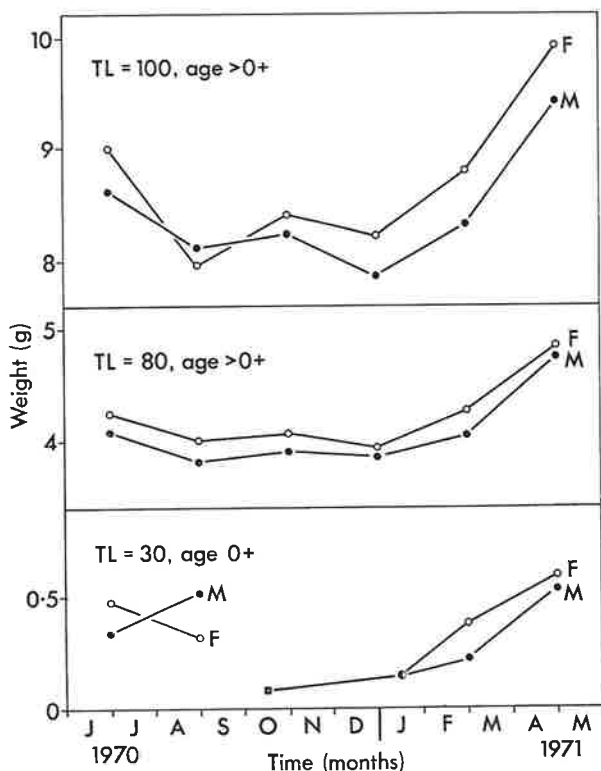 10
TL = 100, age >0+
F
M
9
8
Weight (g)
5
TL = 80, age >0+
F
M
4
TL = 30, age 0+
0·5
M
F
F
M
0
J J A S O N D J F M A M
1970 Time (months) 1971